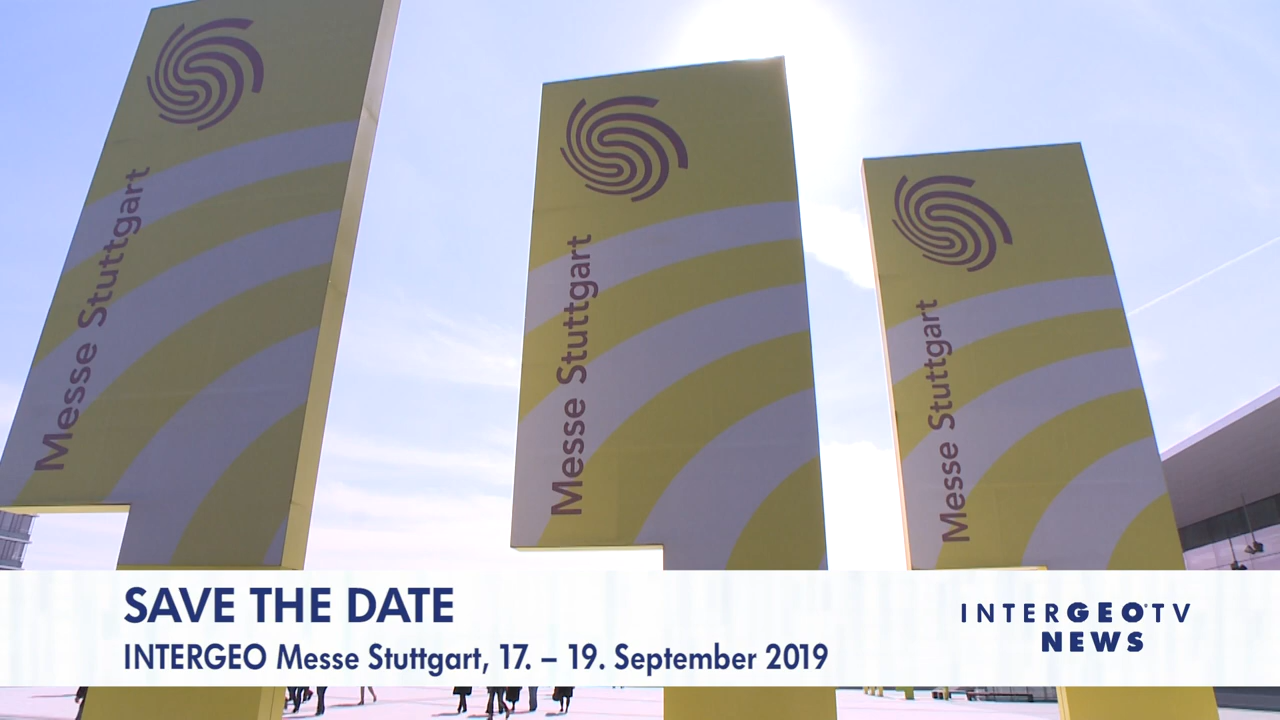 Messe Stuttgart
Messe Stuttgart
Messe Stuttgart
SAVE THE DATE
INTERGEO Messe Stuttgart, 17. – 19. September 2019
INTERGEO TV
NEWS